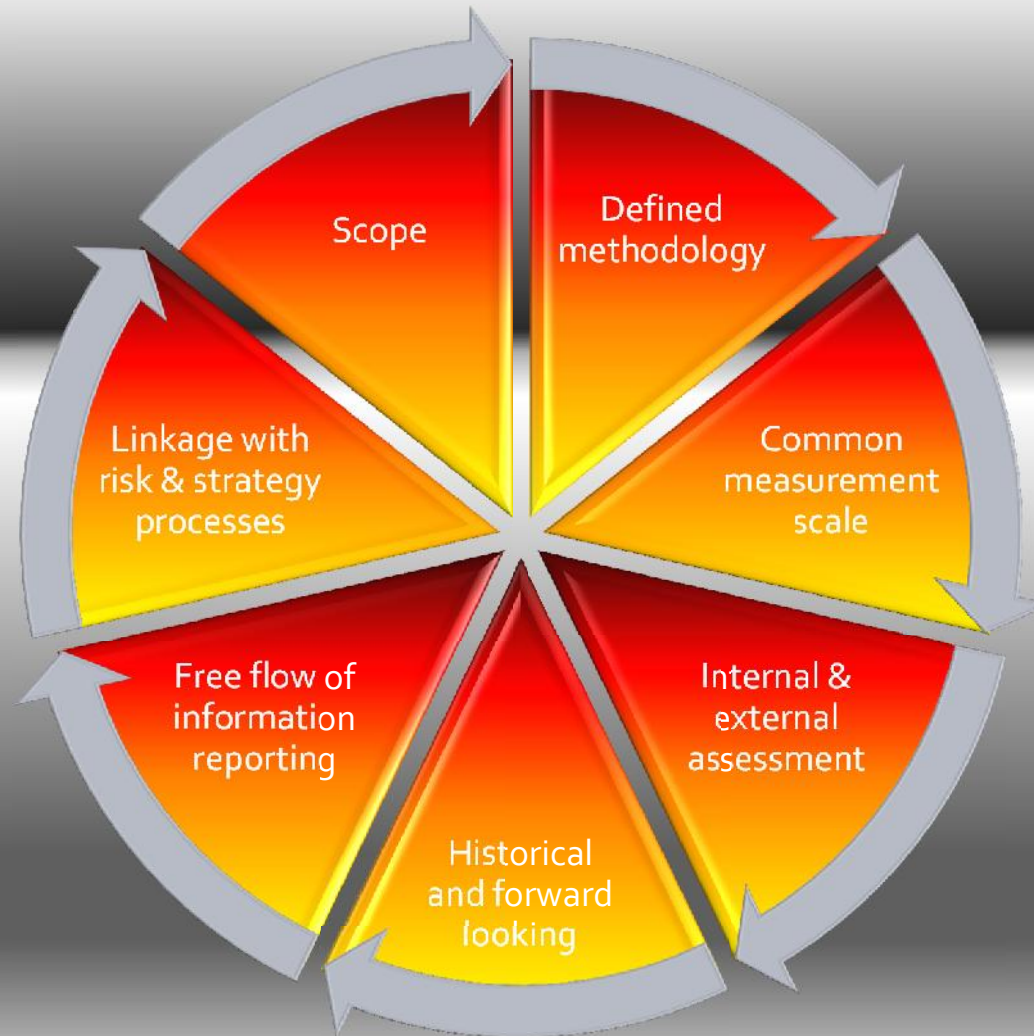 Scope
Defined
methodology
Common
measurement
scale
Internal &
external
assessment
Historical
and forward
looking
Free flow of
information
reporting
Linkage with
risk & strategy
processes